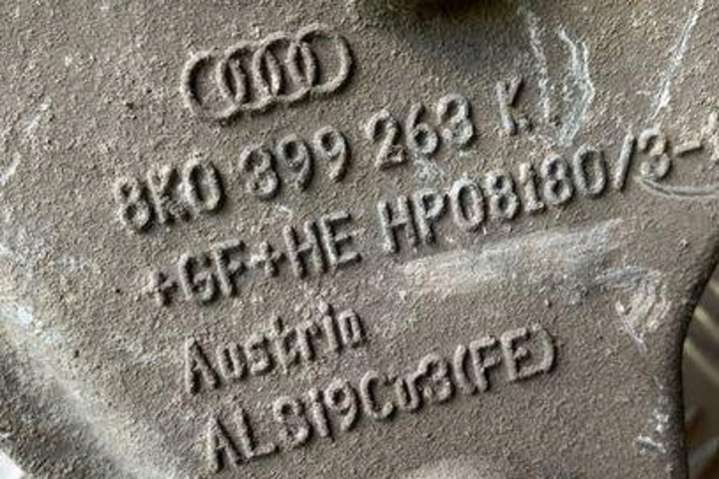 8K0 399 263 K
+GF+HE HP08180/3-
Austria
ALSi9Cu3(FE)